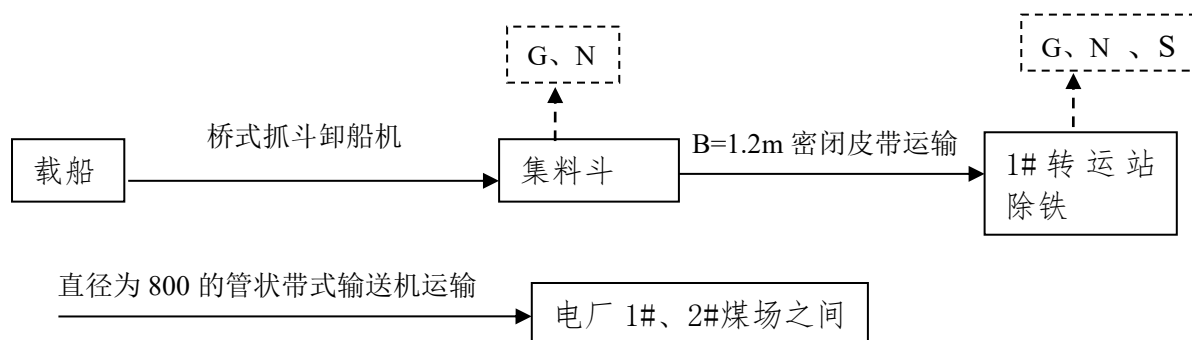 G、N
G、N 、S
桥式抓斗卸船机
B=1.2m 密闭皮带运输
载船
集料斗
1#转运站
除铁
直径为 800 的管状带式输送机运输
电厂 1#、2#煤场之间